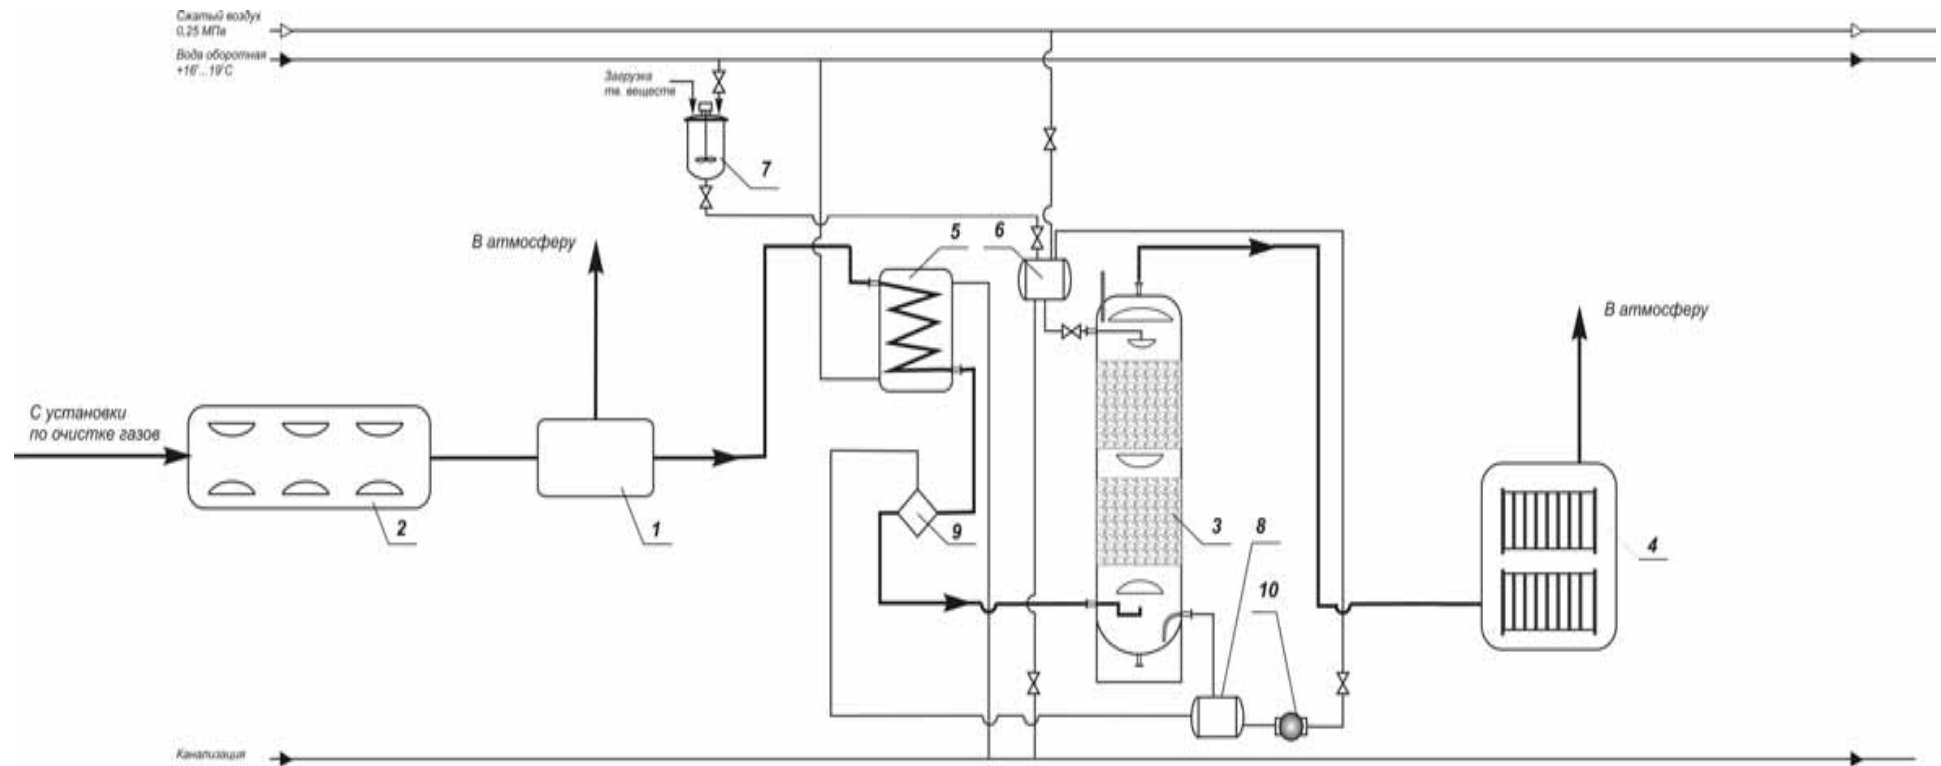 Сжатый воздух
0,25 МПа
Вода оборотная
+16°...19°С
Загрузка
тв. веществ
7
В атмосферу
5
6
В атмосферу
С установки
по очистке газов
2
1
9
3
8
4
10
Канализация